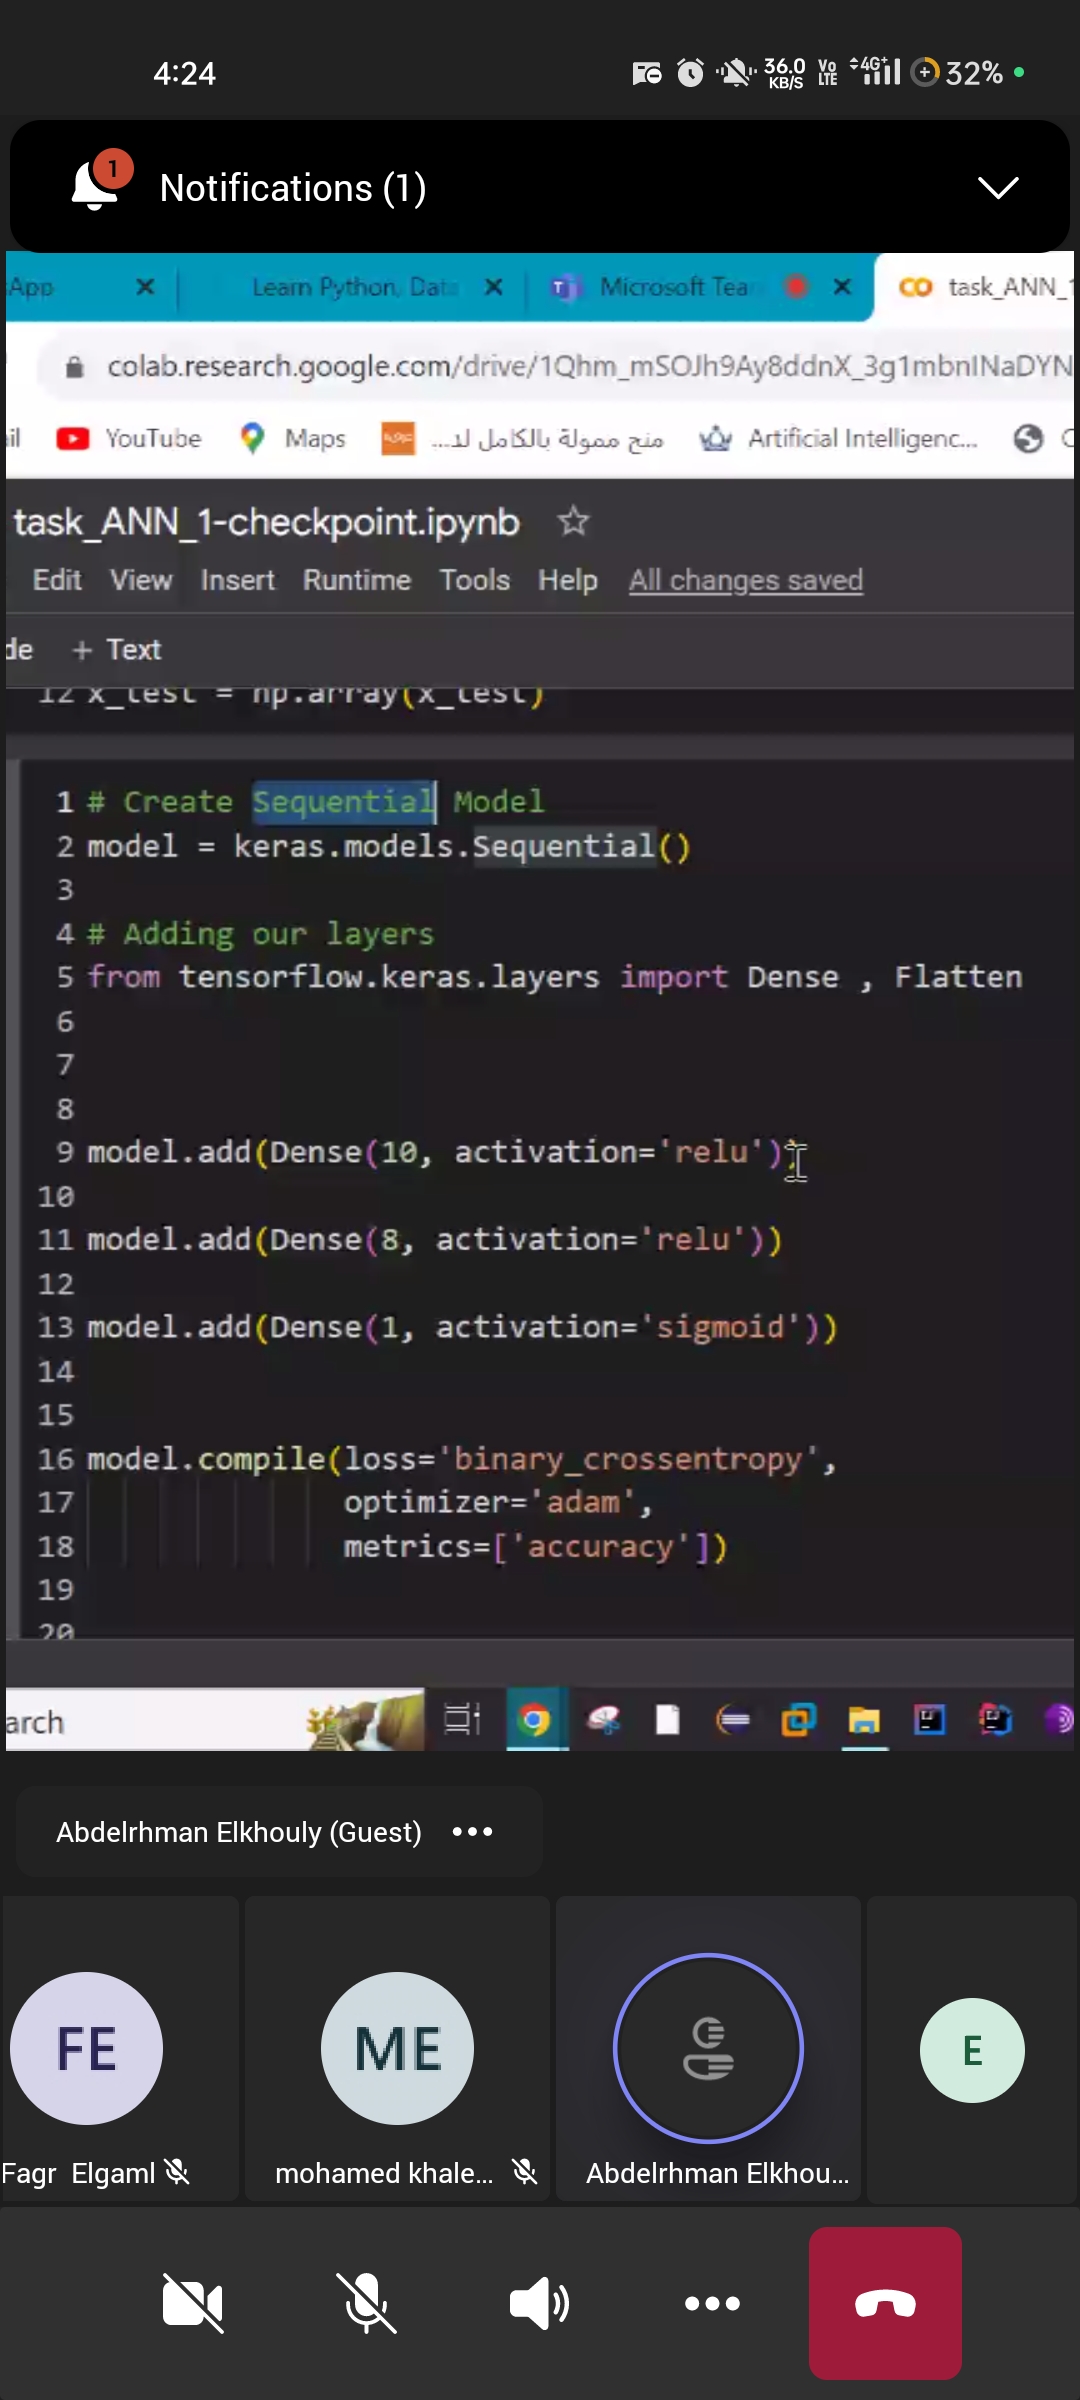 4:24
36.0 KB/S
Vo LTE
4G+
32%
1
Notifications (1)
App
Learn Python, Dat
Microsoft Tea
task_ANN_1
colab.research.google.com/drive/1Qhm_mSOJh9Ay8ddnX_3g1mbnINaDYN
il
YouTube
Maps
منح ممولة بالكامل لد...
Artificial Intelligenc...
C
task_ANN_1-checkpoint.ipynb
Edit View Insert Runtime Tools Help All changes saved
de + Text
12 x_test = np.array(x_test)
1 # Create Sequential Model
2 model = keras.models.Sequential()
3
4 # Adding our layers
5 from tensorflow.keras.layers import Dense , Flatten
6
7
8
9 model.add(Dense(10, activation='relu'))
10
11 model.add(Dense(8, activation='relu'))
12
13 model.add(Dense(1, activation='sigmoid'))
14
15
16 model.compile(loss='binary_crossentropy',
17 optimizer='adam',
18 metrics=['accuracy'])
19
20
arch
Abdelrhman Elkhouly (Guest) •••
FE
ME
E
Fagr Elgaml
mohamed khale...
Abdelrhman Elkhou...